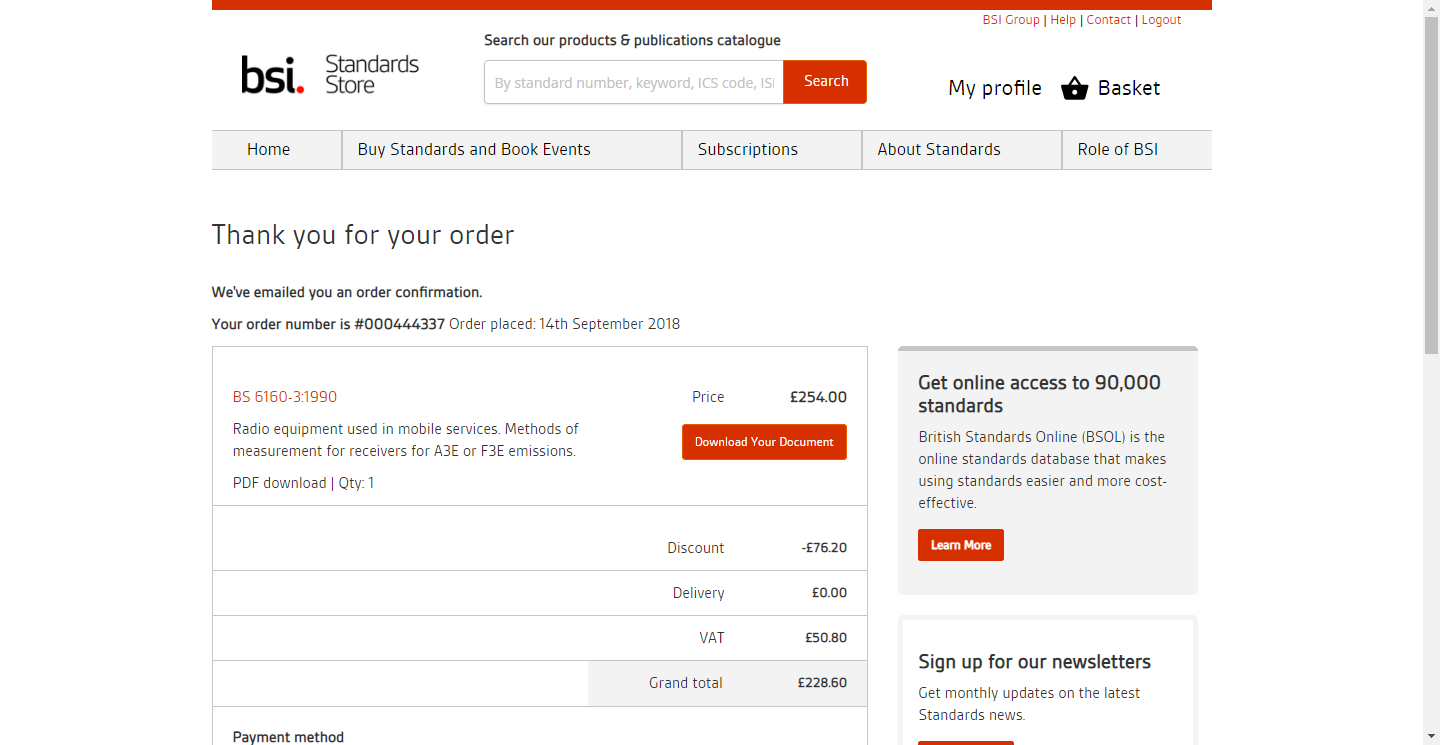 BSI Group | Help | Contact | Logout
Search our products & publications catalogue
bsi.
Standards
Store
By standard number, keyword, ICS code, ISI
Search
My profile
Basket
Home
Buy Standards and Book Events
Subscriptions
About Standards
Role of BSI
Thank you for your order
We've emailed you an order confirmation.
Your order number is #000444337 Order placed: 14th September 2018
BS 6160-3:1990
Price
£254.00
Radio equipment used in mobile services. Methods of
measurement for receivers for A3E or F3E emissions.
Download Your Document
PDF download | Qty: 1
Discount
-£76.20
Delivery
£0.00
VAT
£50.80
Grand total
£228.60
Payment method
Get online access to 90,000
standards
British Standards Online (BSOL) is the
online standards database that makes
using standards easier and more cost-
effective.
Learn More
Sign up for our newsletters
Get monthly updates on the latest
Standards news.